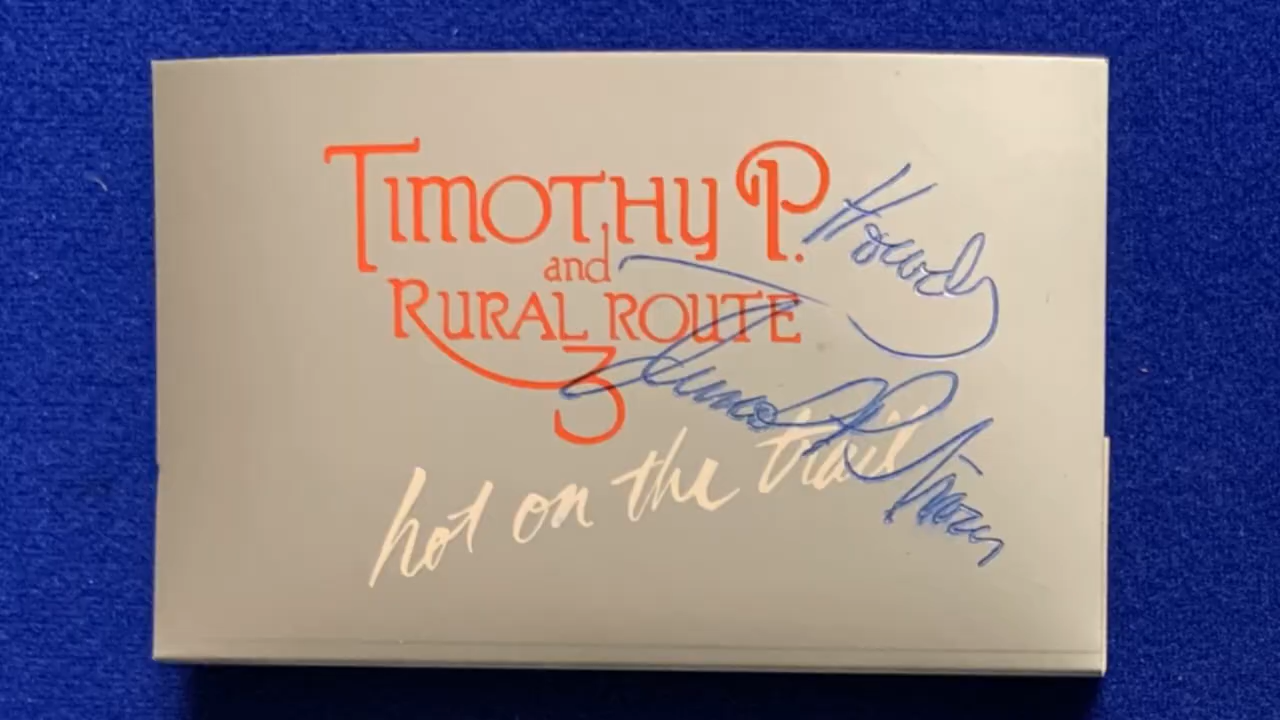 TIMOTHY P.
and
RURAL ROUTE
3
hot on the trail
Howdy